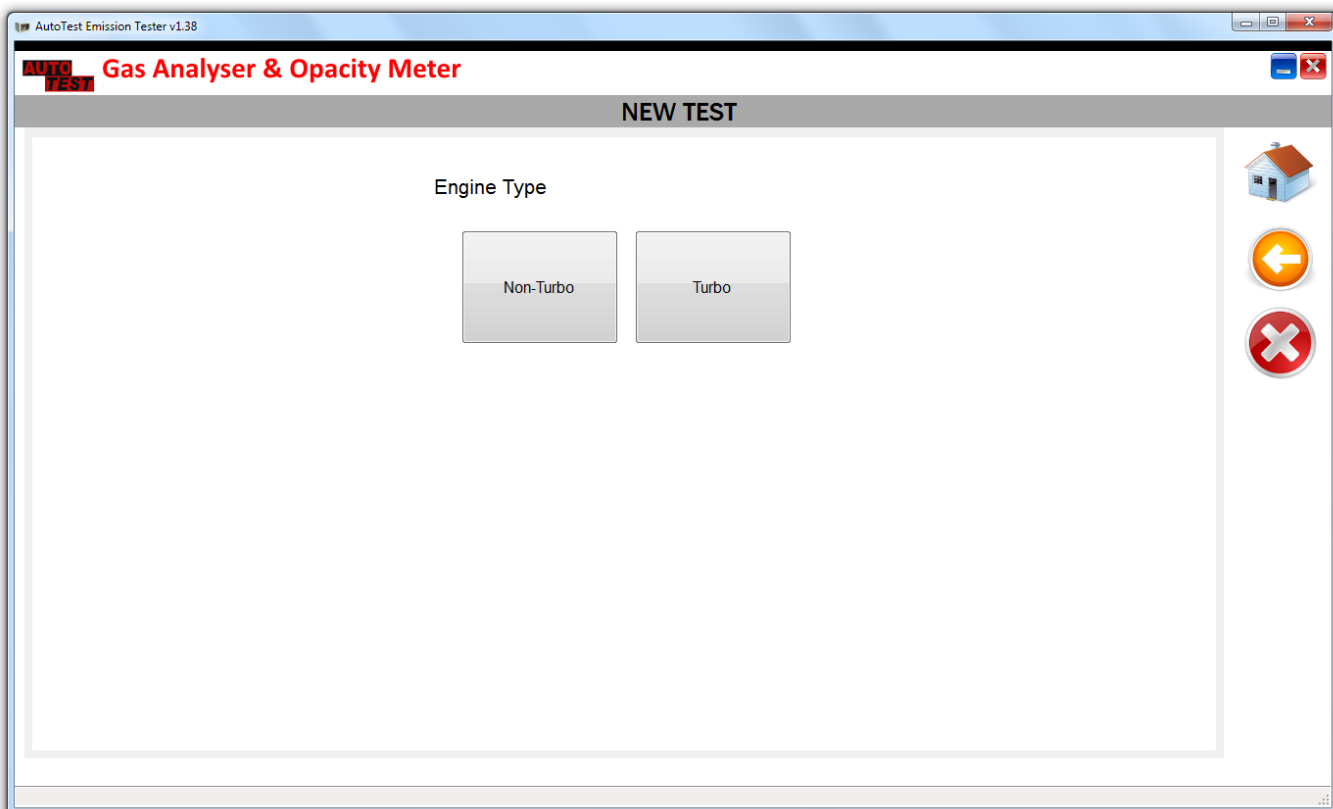 AutoTest Emission Tester v1.38
AUTO TEST
Gas Analyser & Opacity Meter
NEW TEST
Engine Type
Non-Turbo
Turbo